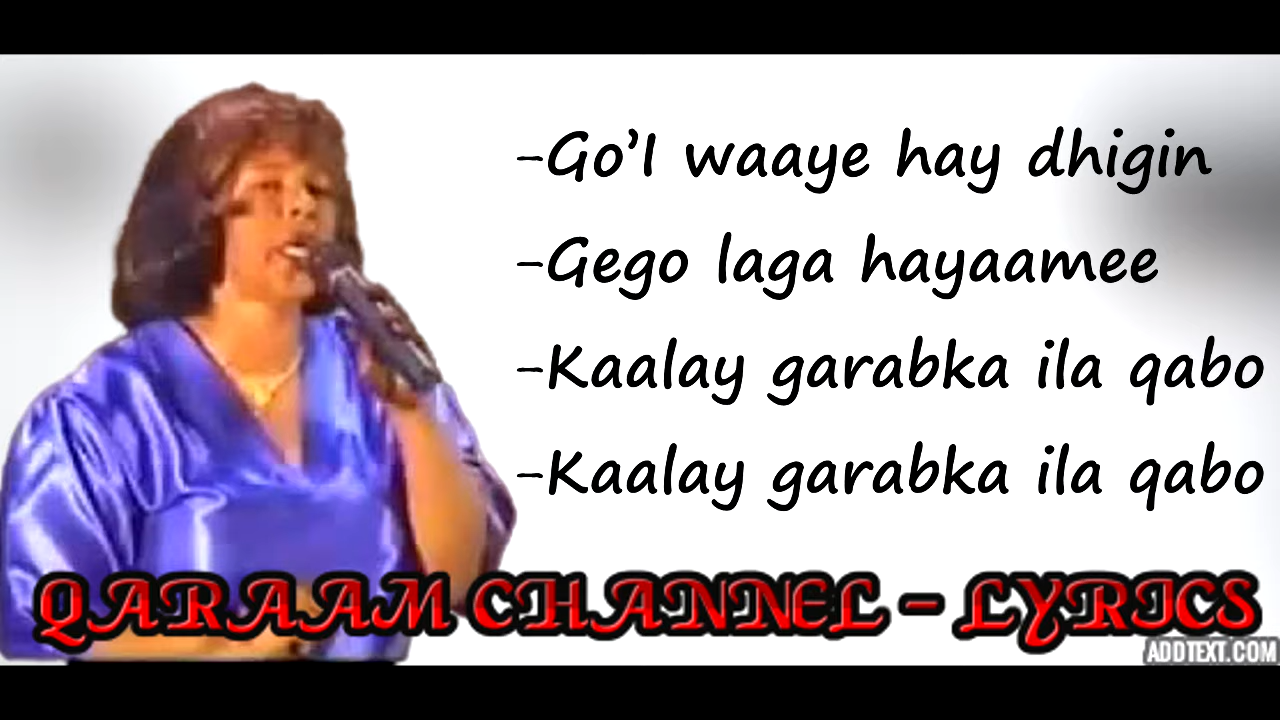 -Go’I waaye hay dhigin
-Gego laga hayaamee
-Kaalay garabka ila qabo
-Kaalay garabka ila qabo
QARAAM CHANNEL - LYRICS
ADDTEXT.COM